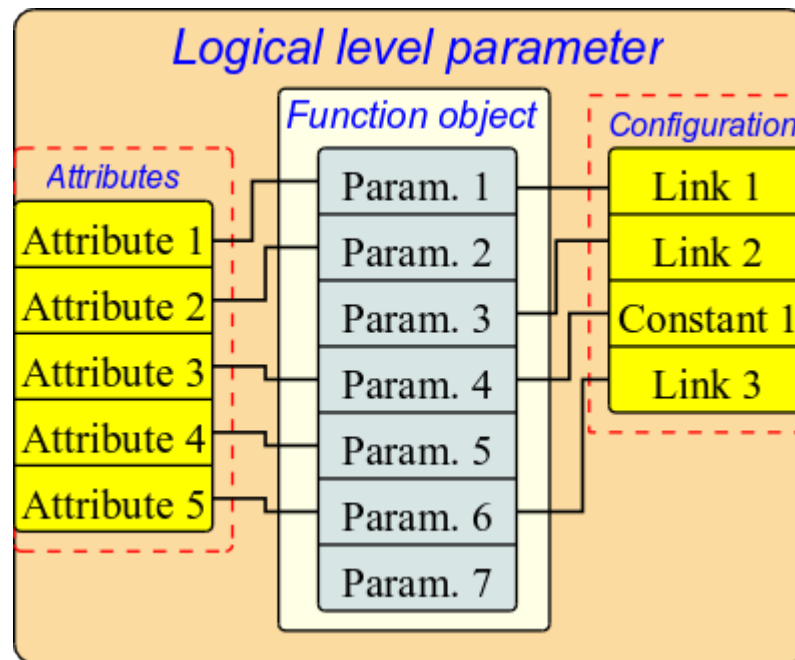 Logical level parameter
Function object
Configuration
Attributes
Attribute 1
Attribute 2
Attribute 3
Attribute 4
Attribute 5
Param. 1
Param. 2
Param. 3
Param. 4
Param. 5
Param. 6
Param. 7
Link 1
Link 2
Constant 1
Link 3